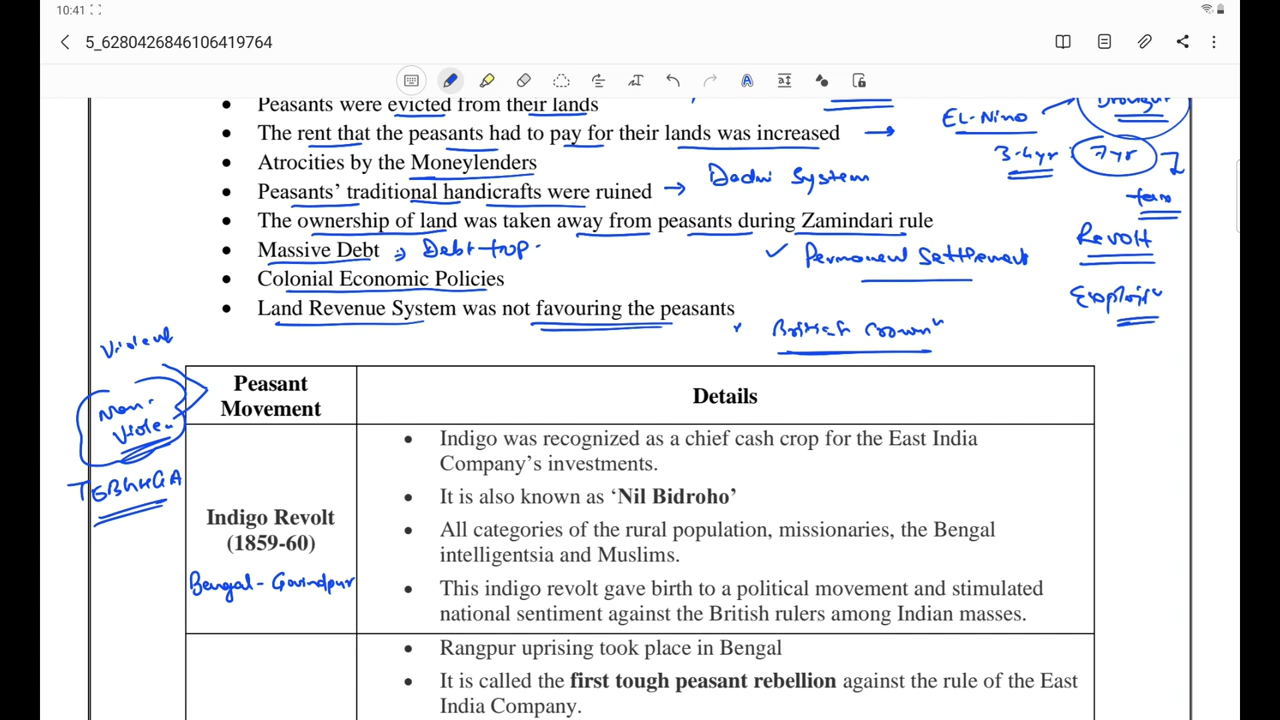 10:41
5_6280426846106419764
Peasants were evicted from their lands
EL-Nino
Drought
The rent that the peasants had to pay for their lands was increased →
3-4yr
7yr
Atrocities by the Moneylenders
Peasants' traditional handicrafts were ruined → Dadni System
The ownership of land was taken away from peasants during Zamindari rule
Revolt
Massive Debt → Debt trap.
✓ Permanent Settlement
Colonial Economic Policies
Land Revenue System was not favouring the peasants
British Crown
Violent
Non-
Viole
TEBHAGA
Peasant Movement
Details
Indigo Revolt
(1859-60)
Bengal - Govindpur
Indigo was recognized as a chief cash crop for the East India
Company's investments.
It is also known as 'Nil Bidroho'
All categories of the rural population, missionaries, the Bengal
intelligentsia and Muslims.
This indigo revolt gave birth to a political movement and stimulated
national sentiment against the British rulers among Indian masses.
Rangpur uprising took place in Bengal
It is called the first tough peasant rebellion against the rule of the East
India Company.